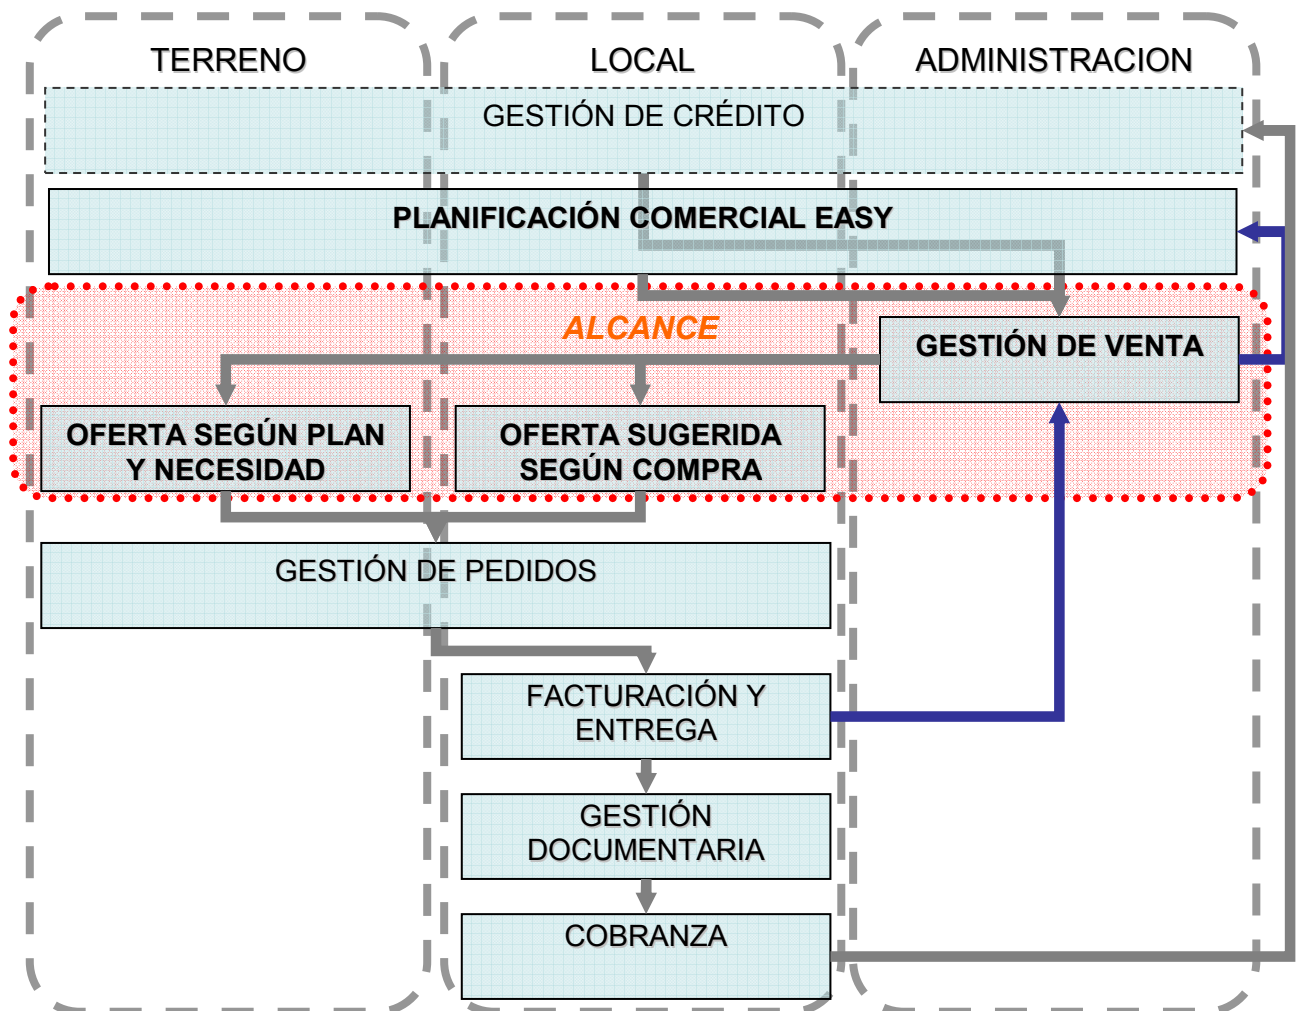 TERRENO
LOCAL
ADMINISTRACION
GESTIÓN DE CRÉDITO
PLANIFICACIÓN COMERCIAL EASY
ALCANCE
GESTIÓN DE VENTA
OFERTA SEGÚN PLAN
Y NECESIDAD
OFERTA SUGERIDA
SEGÚN COMPRA
GESTIÓN DE PEDIDOS
FACTURACIÓN Y
ENTREGA
GESTIÓN
DOCUMENTARIA
COBRANZA